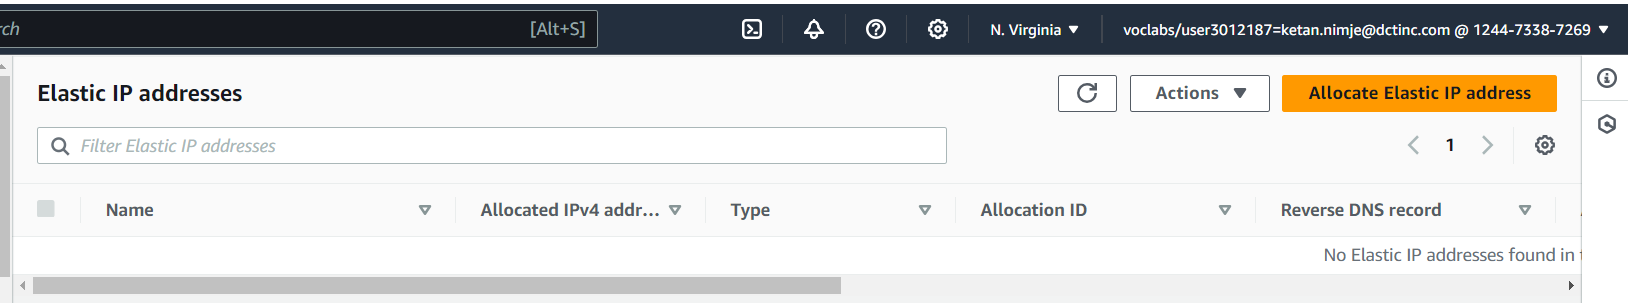 rch [Alt+S] N. Virginia voclabs/user3012187=ketan.nimje@dctinc.com @ 1244-7338-7269
Elastic IP addresses Actions Allocate Elastic IP address
Filter Elastic IP addresses 1
Name Allocated IPv4 addr... Type Allocation ID Reverse DNS record
No Elastic IP addresses found in t